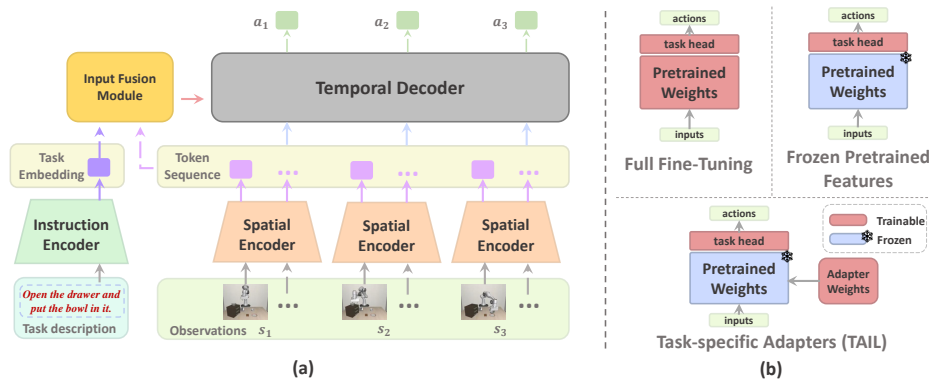 a1 a2 a3
Input Fusion
Module
Temporal Decoder
Task
Embedding
Token
Sequence
...
...
...
Instruction
Encoder
Spatial
Encoder
Spatial
Encoder
Spatial
Encoder
Open the drawer and
put the bowl in it.
Task description
...
...
...
Observations s1 s2 s3
(a)
actions
task head
Pretrained
Weights
inputs
Full Fine-Tuning
actions
task head
Pretrained
Weights
inputs
Frozen Pretrained
Features
actions
task head
Pretrained
Weights
inputs
Adapter
Weights
Trainable
Frozen
Task-specific Adapters (TAIL)
(b)